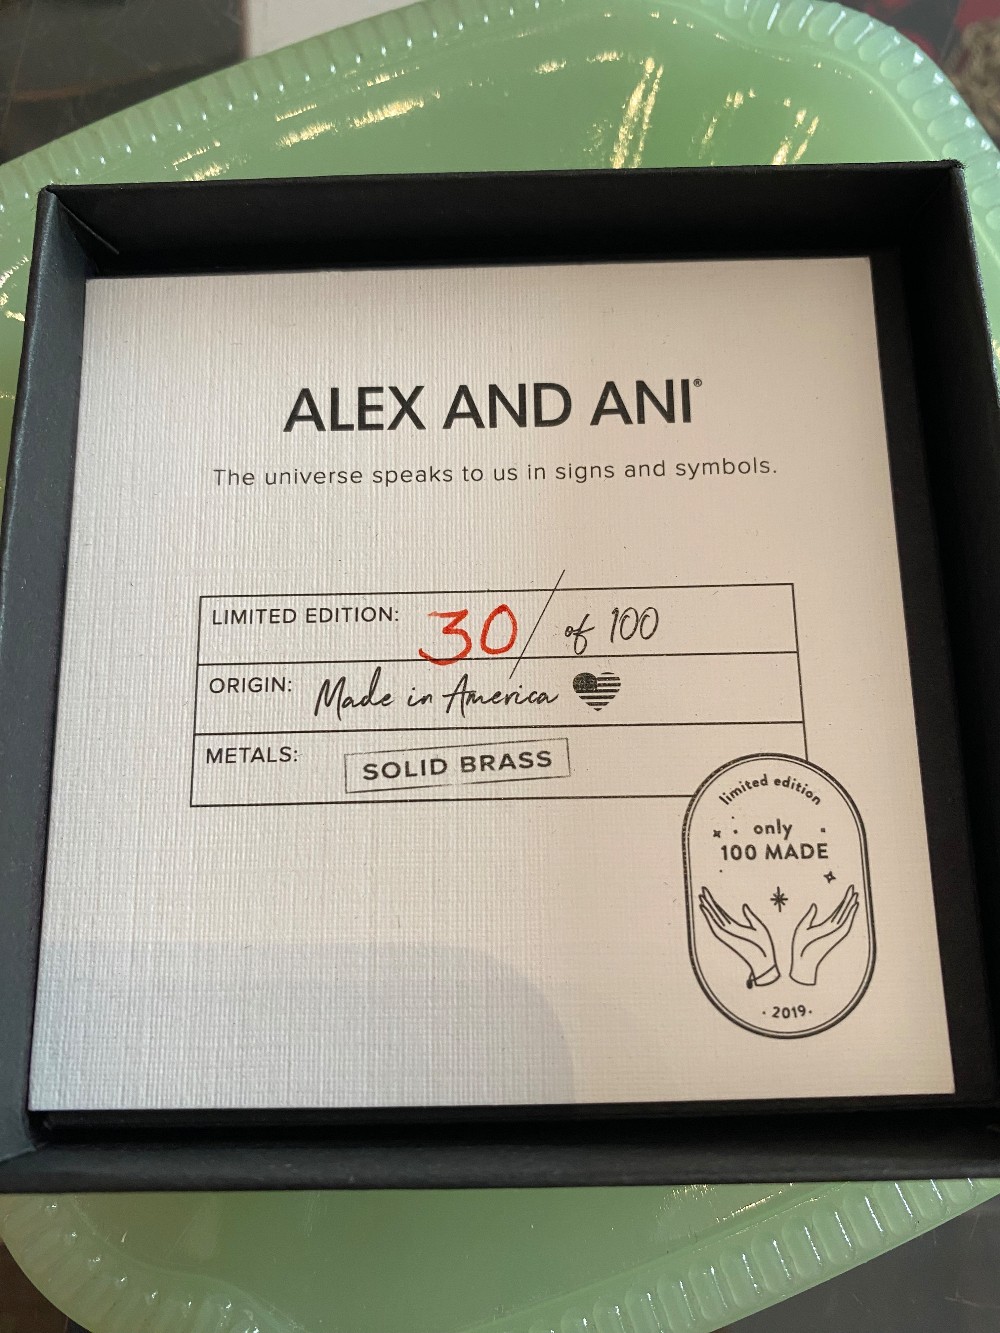 ALEX AND ANI®
The universe speaks to us in signs and symbols.
LIMITED EDITION: 30/ of 100
ORIGIN: Made in America
METALS: SOLID BRASS
limited edition
only
100 MADE
· 2019 ·